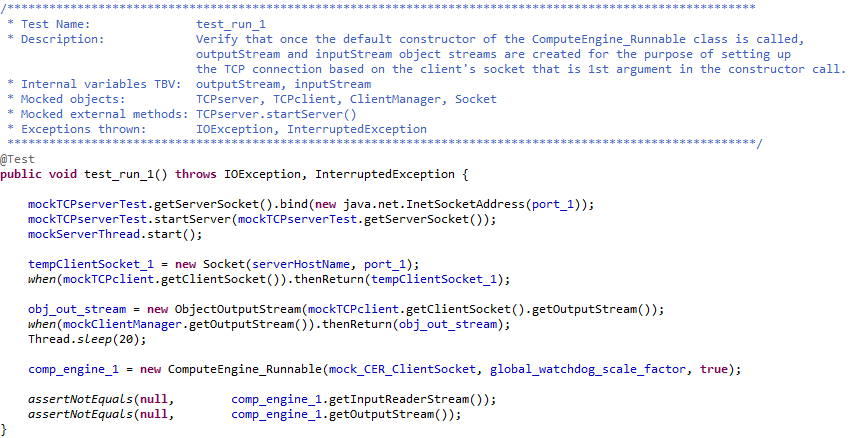 /****************************************************************************************************
 * Test Name:             test_run_1
 * Description:           Verify that once the default constructor of the ComputeEngine_Runnable class is called,
                          outputStream and inputStream object streams are created for the purpose of setting up
                          the TCP connection based on the client's socket that is 1st argument in the constructor call.
 * Internal variables TBV:  outputStream, inputStream
 * Mocked objects:        TCPserver, TCPclient, ClientManager, Socket
 * Mocked external methods: TCPserver.startServer()
 * Exceptions thrown:     IOException, InterruptedException
 ****************************************************************************************************/
@Test
public void test_run_1() throws IOException, InterruptedException {
    mockTCPserverTest.getServerSocket().bind(new java.net.InetSocketAddress(port_1));
    mockTCPserverTest.startServer(mockTCPserverTest.getServerSocket());
    mockServerThread.start();
    tempClientSocket_1 = new Socket(serverHostName, port_1);
    when(mockTCPclient.getClientSocket()).thenReturn(tempClientSocket_1);
    obj_out_stream = new ObjectOutputStream(mockTCPclient.getClientSocket().getOutputStream());
    when(mockClientManager.getOutputStream()).thenReturn(obj_out_stream);
    Thread.sleep(20);
    comp_engine_1 = new ComputeEngine_Runnable(mock_CER_ClientSocket, global_watchdog_scale_factor, true);
    assertNotEquals(null,        comp_engine_1.getInputReaderStream());
    assertNotEquals(null,        comp_engine_1.getOutputStream());
}